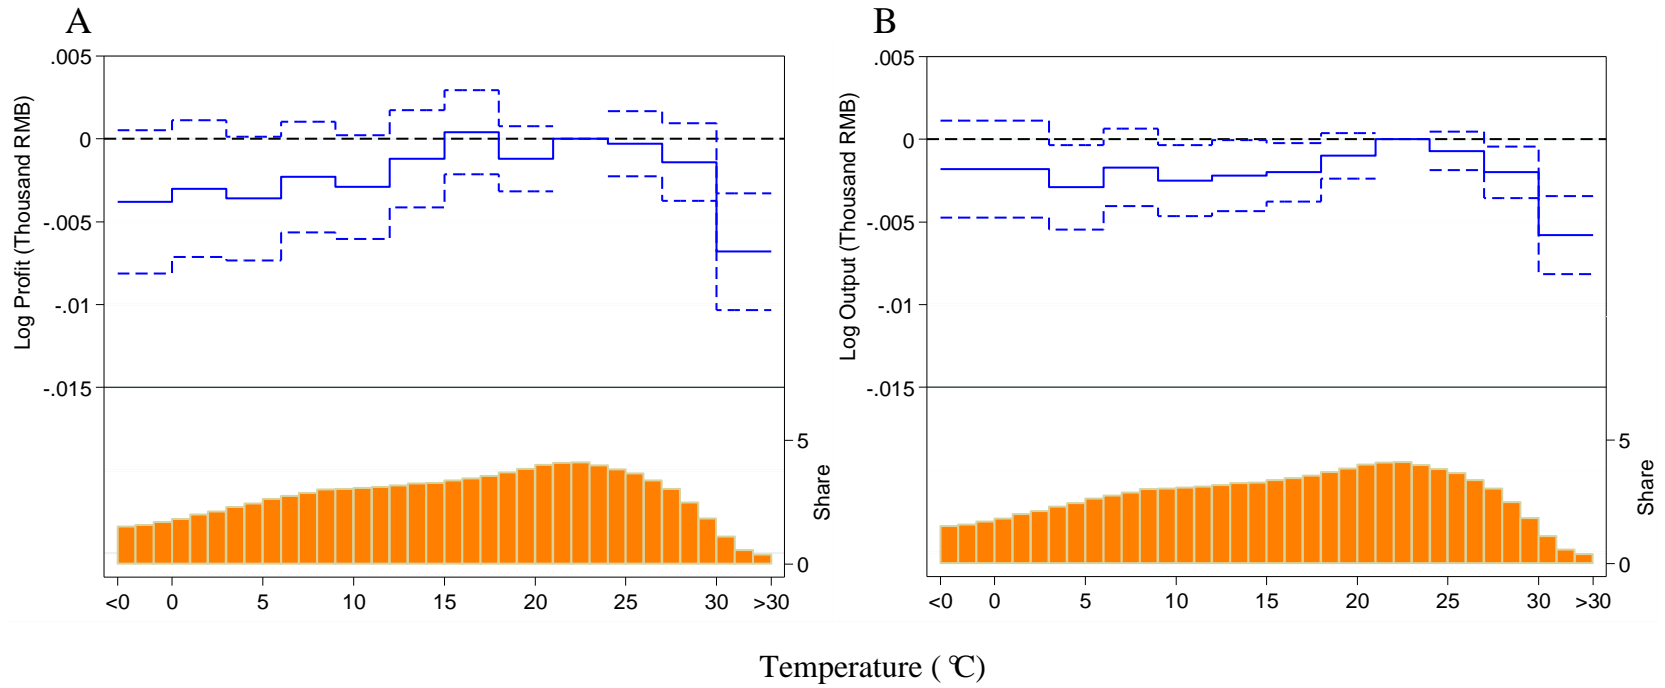 A
B
.005
0
-.005
-.01
-.015
Log Profit (Thousand RMB)
5
0
Share
<0 0 5 10 15 20 25 30 >30
.005
0
-.005
-.01
-.015
Log Output (Thousand RMB)
5
0
Share
<0 0 5 10 15 20 25 30 >30
Temperature ( ℃)